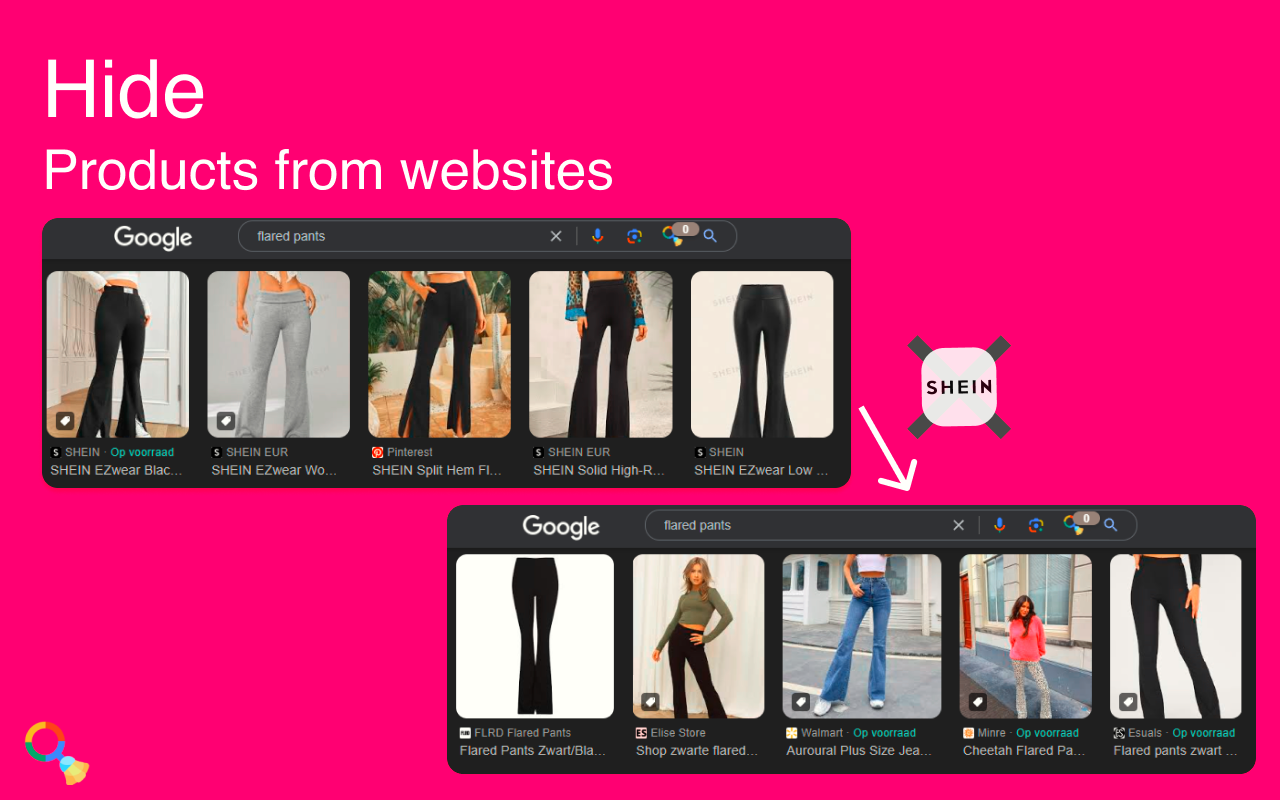 Hide
Products from websites
Google
flared pants
0
SHEIN · Op voorraad
SHEIN EZwear Blac...
SHEIN EUR
SHEIN EZwear Wo...
Pinterest
SHEIN Split Hem Fl...
SHEIN EUR
SHEIN Solid High-R...
SHEIN
SHEIN EZwear Low ...
SHEIN
Google
flared pants
0
FLRD Flared Pants
Flared Pants Zwart/Bla...
Elise Store
Shop zwarte flared...
Walmart · Op voorraad
Auroural Plus Size Jea...
Minre · Op voorraad
Cheetah Flared Pa...
Esuals · Op voorraad
Flared pants zwart ...